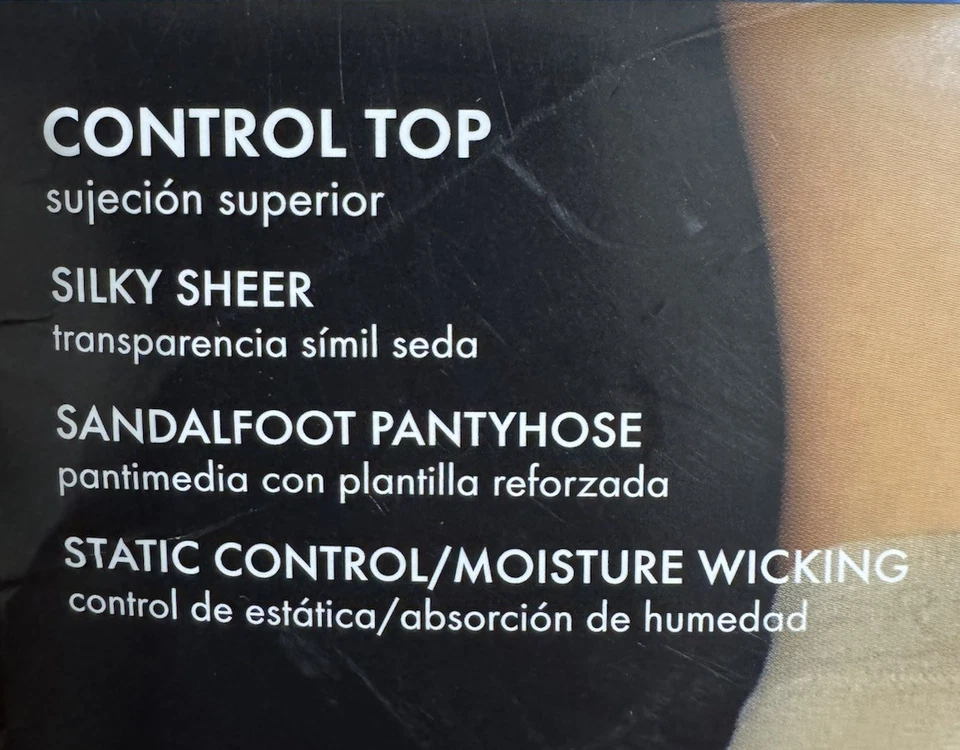 CONTROL TOP
sujeción superior
SILKY SHEER
transparencia símil seda
SANDALFOOT PANTYHOSE
pantimedia con plantilla reforzada
STATIC CONTROL/MOISTURE WICKING
control de estática/absorción de humedad